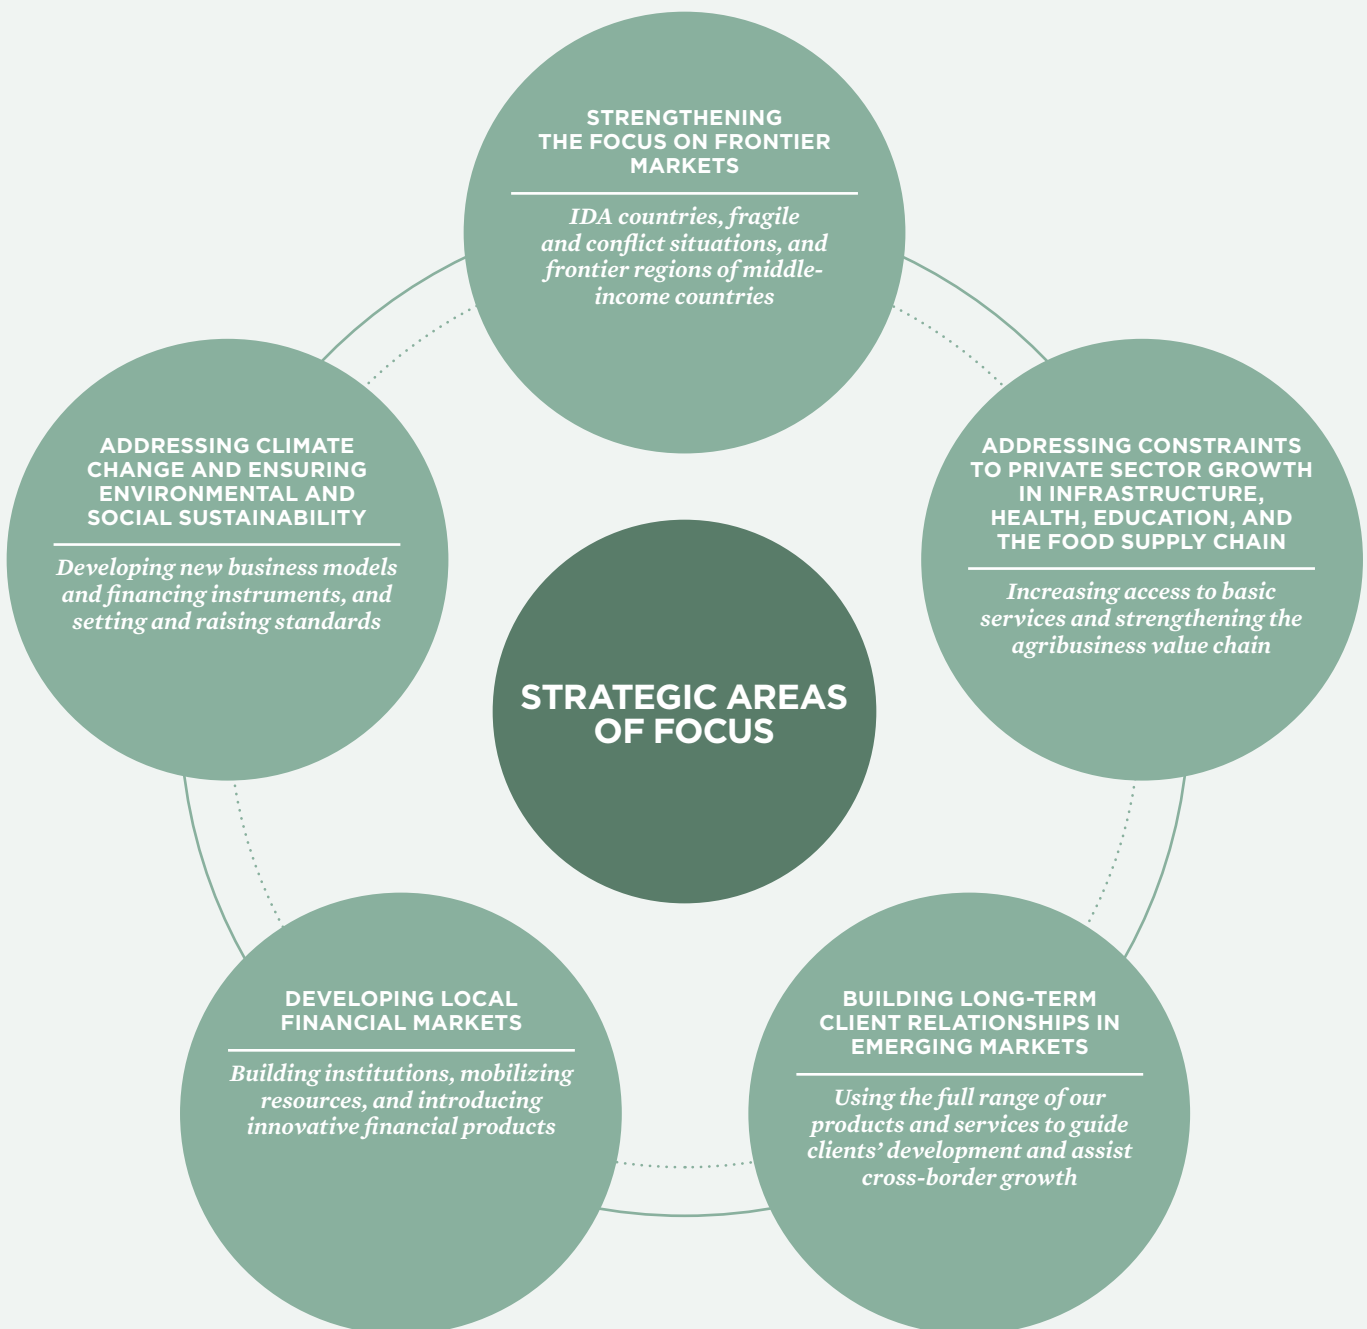 STRENGTHENING
THE FOCUS ON FRONTIER
MARKETS
IDA countries, fragile
and conflict situations, and
frontier regions of middle-
income countries
ADDRESSING CLIMATE
CHANGE AND ENSURING
ENVIRONMENTAL AND
SOCIAL SUSTAINABILITY
Developing new business models
and financing instruments, and
setting and raising standards
ADDRESSING CONSTRAINTS
TO PRIVATE SECTOR GROWTH
IN INFRASTRUCTURE,
HEALTH, EDUCATION, AND
THE FOOD SUPPLY CHAIN
Increasing access to basic
services and strengthening the
agribusiness value chain
STRATEGIC AREAS
OF FOCUS
DEVELOPING LOCAL
FINANCIAL MARKETS
Building institutions, mobilizing
resources, and introducing
innovative financial products
BUILDING LONG-TERM
CLIENT RELATIONSHIPS IN
EMERGING MARKETS
Using the full range of our
products and services to guide
clients’ development and assist
cross-border growth